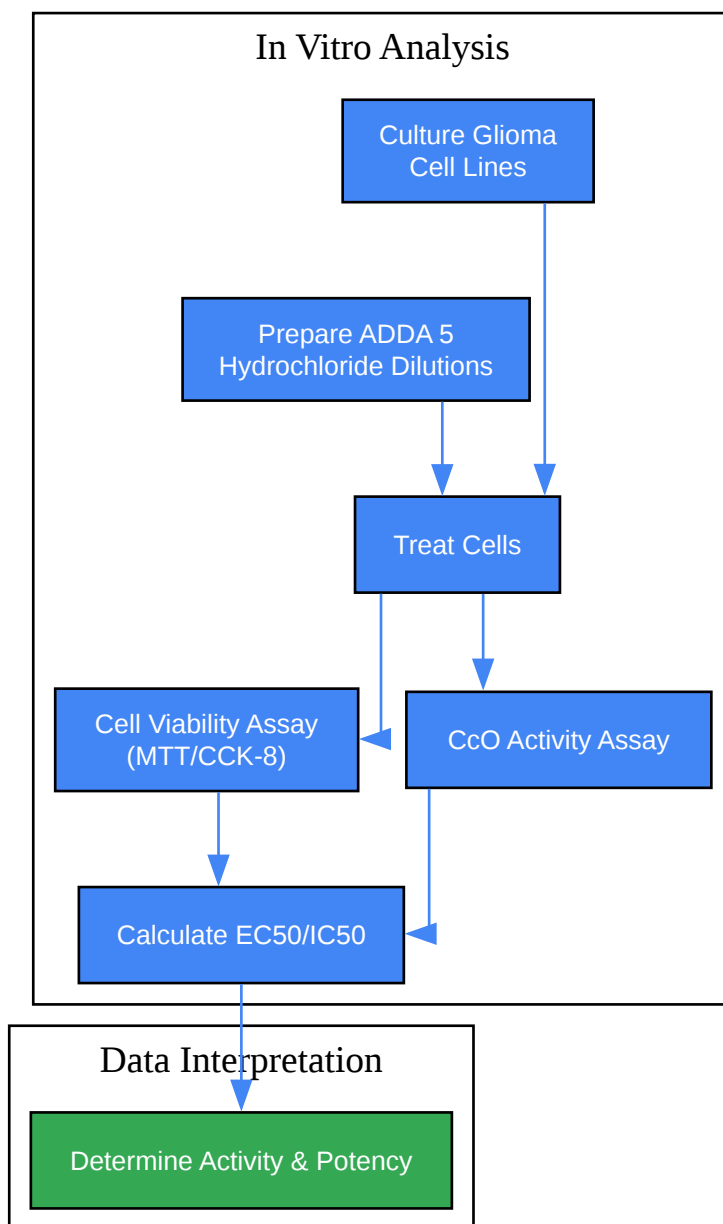 In Vitro Analysis
Culture Glioma
Cell Lines
Prepare ADDA 5
Hydrochloride Dilutions
Treat Cells
Cell Viability Assay
(MTT/CCK-8)
CcO Activity Assay
Calculate EC50/IC50
Data Interpretation
Determine Activity & Potency